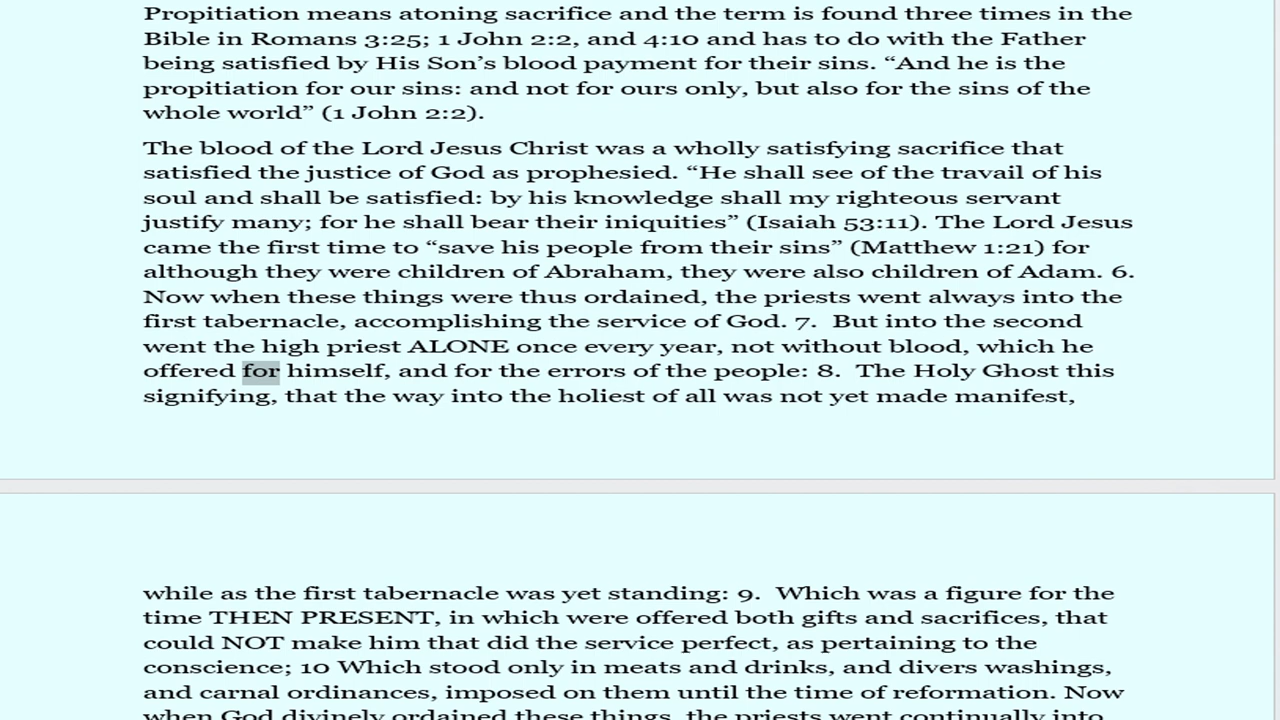 Propitiation means atoning sacrifice and the term is found three times in the
Bible in Romans 3:25; 1 John 2:2, and 4:10 and has to do with the Father
being satisfied by His Son’s blood payment for their sins. “And he is the
propitiation for our sins: and not for ours only, but also for the sins of the
whole world” (1 John 2:2).
The blood of the Lord Jesus Christ was a wholly satisfying sacrifice that
satisfied the justice of God as prophesied. “He shall see of the travail of his
soul and shall be satisfied: by his knowledge shall my righteous servant
justify many; for he shall bear their iniquities” (Isaiah 53:11). The Lord Jesus
came the first time to “save his people from their sins” (Matthew 1:21) for
although they were children of Abraham, they were also children of Adam. 6.
Now when these things were thus ordained, the priests went always into the
first tabernacle, accomplishing the service of God. 7.  But into the second
went the high priest ALONE once every year, not without blood, which he
offered for himself, and for the errors of the people: 8.  The Holy Ghost this
signifying, that the way into the holiest of all was not yet made manifest,
while as the first tabernacle was yet standing: 9.  Which was a figure for the
time THEN PRESENT, in which were offered both gifts and sacrifices, that
could NOT make him that did the service perfect, as pertaining to the
conscience; 10 Which stood only in meats and drinks, and divers washings,
and carnal ordinances, imposed on them until the time of reformation. Now
when God divinely ordained these things, the priests went continually into